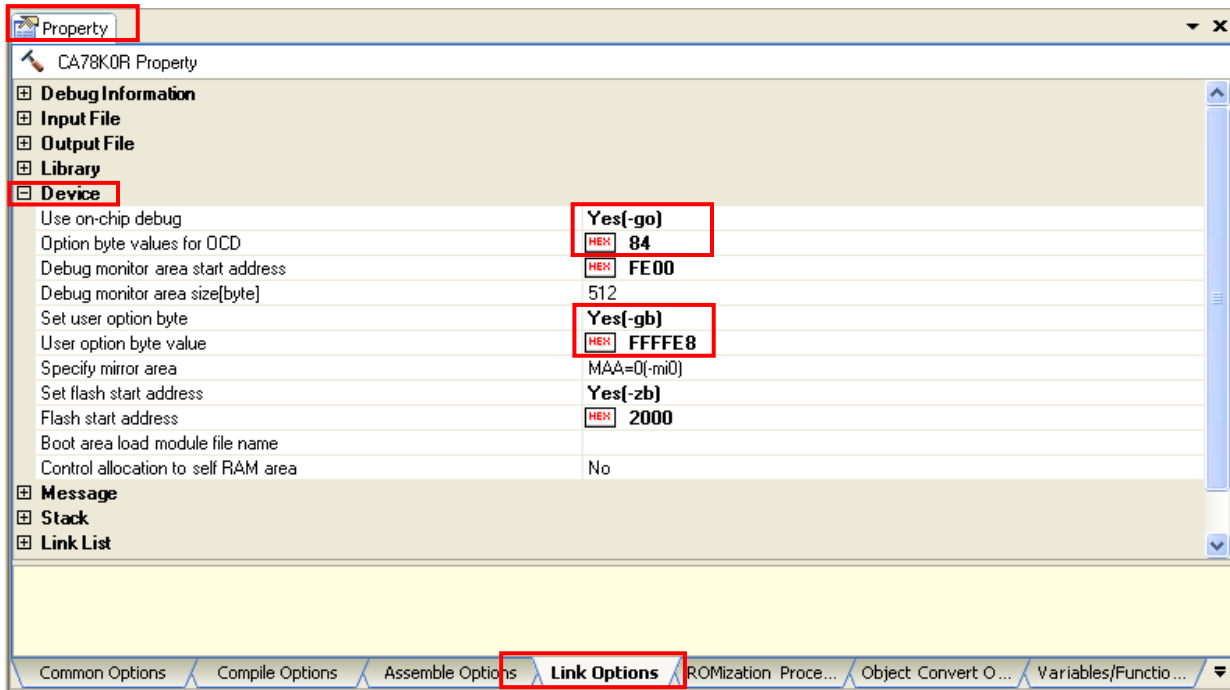 Property
CA78K0R Property
Debug Information
Input File
Output File
Library
Device
Use on-chip debug Yes(-go)
Option byte values for OCD HEX 84
Debug monitor area start address HEX FE00
Debug monitor area size[byte] 512
Set user option byte Yes(-gb)
User option byte value HEX FFFFE8
Specify mirror area MAA=0(-mi0)
Set flash start address Yes(-zb)
Flash start address HEX 2000
Boot area load module file name
Control allocation to self RAM area No
Message
Stack
Link List
Common Options Compile Options Assemble Options Link Options ROMization Proce... Object Convert O... Variables/Functio...